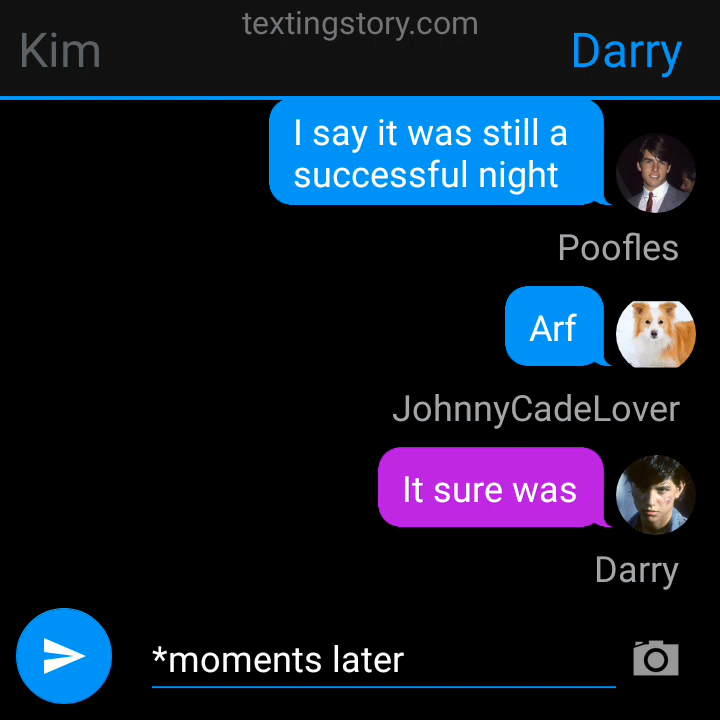 textingstory.com
Kim
Darry
I say it was still a
successful night
Poofles
Arf
JohnnyCadeLover
It sure was
Darry
*moments later